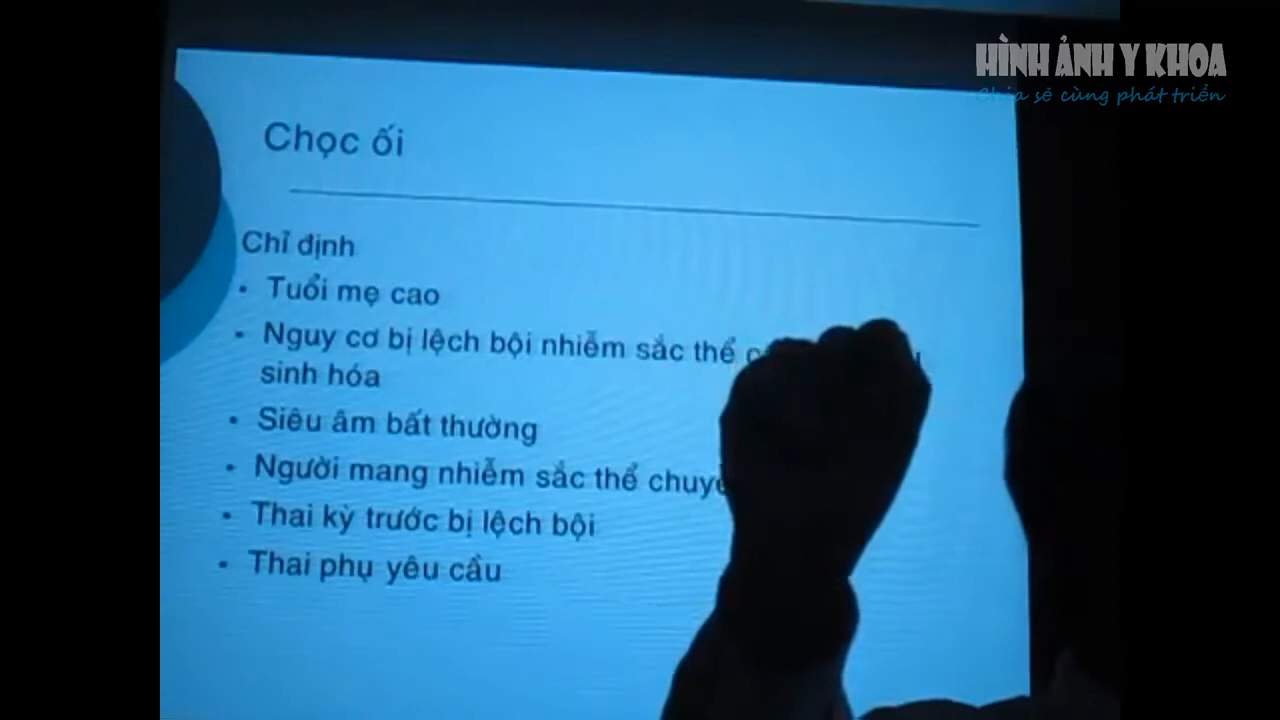 HÌNH ẢNH Y KHOA
Chia sẻ cùng phát triển
Chọc ối
Chỉ định
• Tuổi mẹ cao
• Nguy cơ bị lệch bội nhiễm sắc thể
sinh hóa
• Siêu âm bất thường
• Người mang nhiễm sắc thể
• Thai kỳ trước bị lệch bội
• Thai phụ yêu cầu